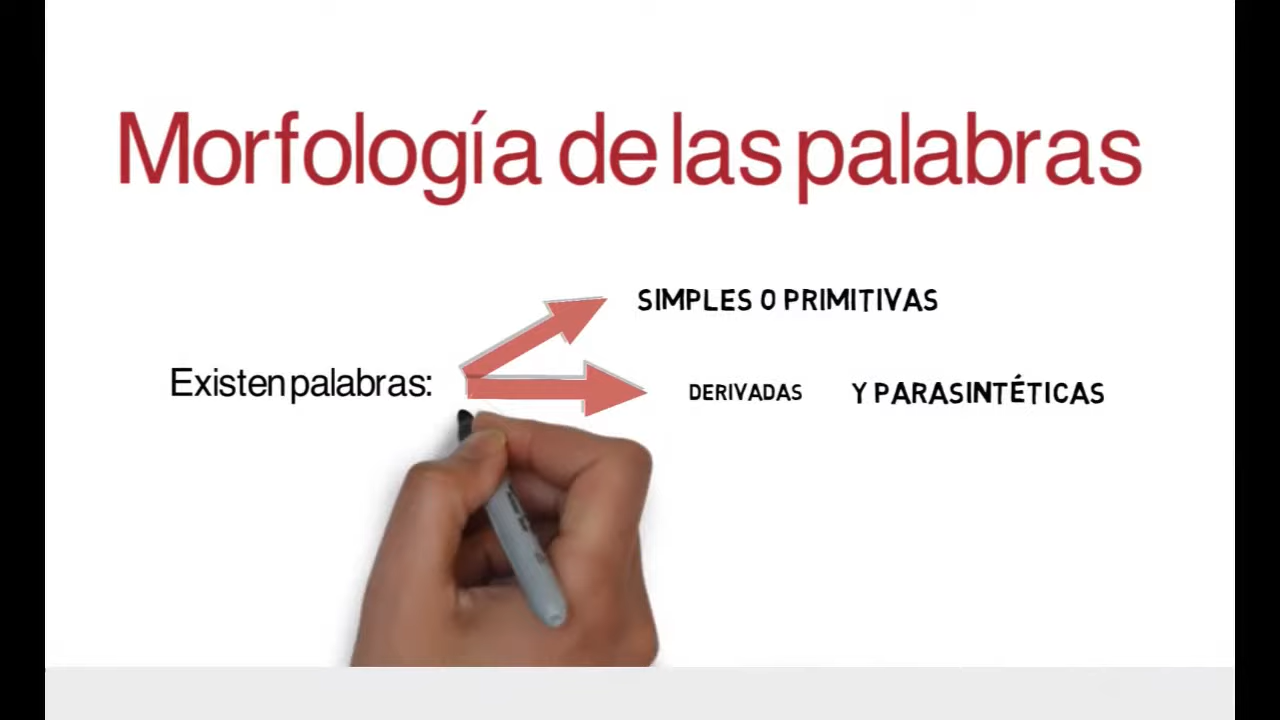 Morfología de las palabras
SIMPLES O PRIMITIVAS
Existen palabras:
DERIVADAS Y PARASINTÉTICAS